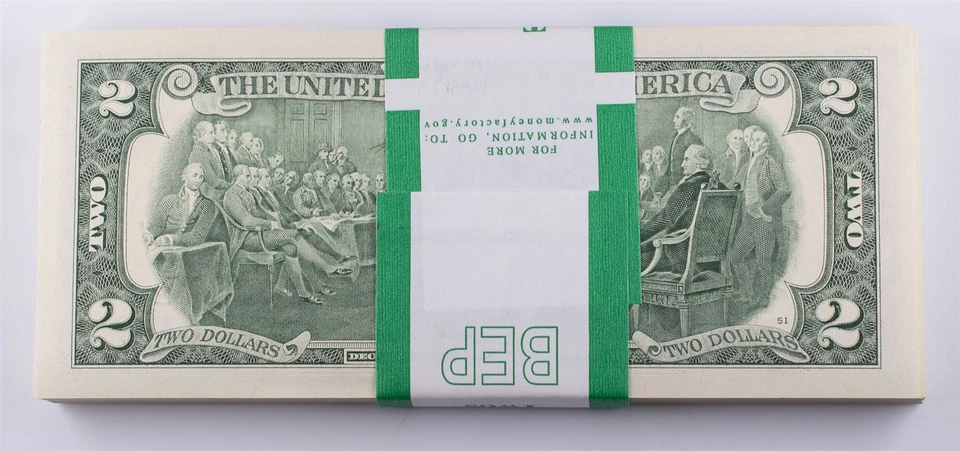 2
THE UNITED
ERICA
2
TWO
TWO
2
TWO DOLLARS
TWO DOLLARS
51
2
FOR MORE
INFORMATION, GO TO:
www.moneyfactory.gov
BEP